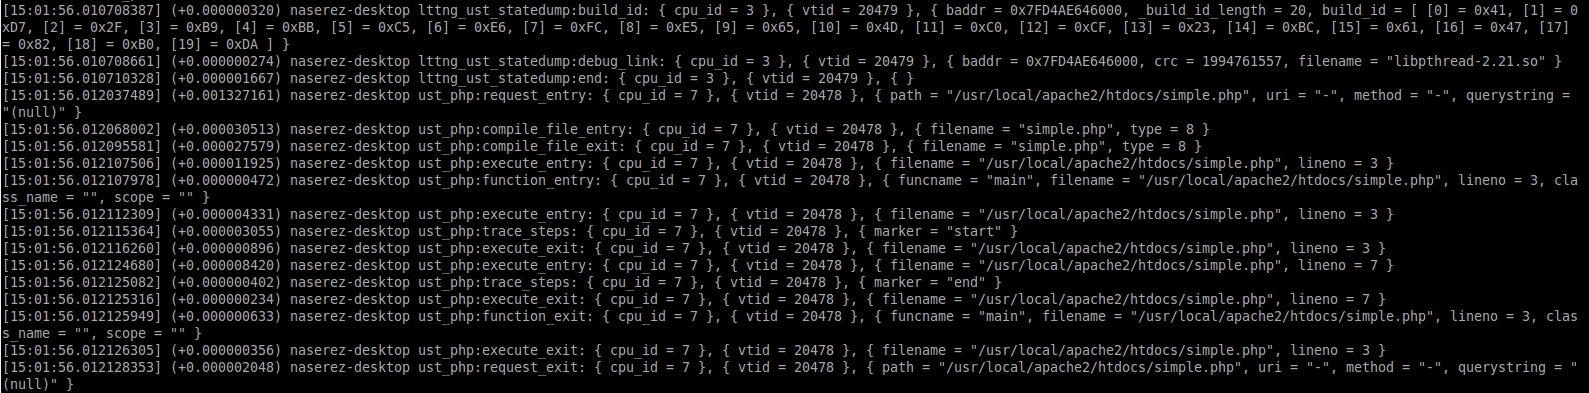 [15:01:56.010708387] (+0.000000320) naserez-desktop lttng_ust_statedump:build_id: { cpu_id = 3 }, { vtid = 20479 }, { baddr = 0x7FD4AE646000, _build_id_length = 20, build_id = [ [0] = 0x41, [1] = 0
xD7, [2] = 0x2F, [3] = 0xB9, [4] = 0xBB, [5] = 0xC5, [6] = 0xE6, [7] = 0xFC, [8] = 0xE5, [9] = 0x65, [10] = 0x4D, [11] = 0xC0, [12] = 0xCF, [13] = 0x23, [14] = 0xBC, [15] = 0x61, [16] = 0x47, [17]
= 0x82, [18] = 0xB0, [19] = 0xDA ] }
[15:01:56.010708661] (+0.000000274) naserez-desktop lttng_ust_statedump:debug_link: { cpu_id = 3 }, { vtid = 20479 }, { baddr = 0x7FD4AE646000, crc = 1994761557, filename = "libpthread-2.21.so" }
[15:01:56.010710328] (+0.000001667) naserez-desktop lttng_ust_statedump:end: { cpu_id = 3 }, { vtid = 20479 }, { }
[15:01:56.012037489] (+0.001327161) naserez-desktop ust_php:request_entry: { cpu_id = 7 }, { vtid = 20478 }, { path = "/usr/local/apache2/htdocs/simple.php", uri = "-", method = "-", querystring =
"(null)" }
[15:01:56.012068002] (+0.000030513) naserez-desktop ust_php:compile_file_entry: { cpu_id = 7 }, { vtid = 20478 }, { filename = "simple.php", type = 8 }
[15:01:56.012095581] (+0.000027579) naserez-desktop ust_php:compile_file_exit: { cpu_id = 7 }, { vtid = 20478 }, { filename = "simple.php", type = 8 }
[15:01:56.012107506] (+0.000011925) naserez-desktop ust_php:execute_entry: { cpu_id = 7 }, { vtid = 20478 }, { filename = "/usr/local/apache2/htdocs/simple.php", lineno = 3 }
[15:01:56.012107978] (+0.000000472) naserez-desktop ust_php:function_entry: { cpu_id = 7 }, { vtid = 20478 }, { funcname = "main", filename = "/usr/local/apache2/htdocs/simple.php", lineno = 3, cla
ss_name = "", scope = "" }
[15:01:56.012112309] (+0.000004331) naserez-desktop ust_php:execute_entry: { cpu_id = 7 }, { vtid = 20478 }, { filename = "/usr/local/apache2/htdocs/simple.php", lineno = 3 }
[15:01:56.012115364] (+0.000003055) naserez-desktop ust_php:trace_steps: { cpu_id = 7 }, { vtid = 20478 }, { marker = "start" }
[15:01:56.012116260] (+0.000000896) naserez-desktop ust_php:execute_exit: { cpu_id = 7 }, { vtid = 20478 }, { filename = "/usr/local/apache2/htdocs/simple.php", lineno = 3 }
[15:01:56.012124680] (+0.000008420) naserez-desktop ust_php:execute_entry: { cpu_id = 7 }, { vtid = 20478 }, { filename = "/usr/local/apache2/htdocs/simple.php", lineno = 7 }
[15:01:56.012125082] (+0.000000402) naserez-desktop ust_php:trace_steps: { cpu_id = 7 }, { vtid = 20478 }, { marker = "end" }
[15:01:56.012125316] (+0.000000234) naserez-desktop ust_php:execute_exit: { cpu_id = 7 }, { vtid = 20478 }, { filename = "/usr/local/apache2/htdocs/simple.php", lineno = 7 }
[15:01:56.012125949] (+0.000000633) naserez-desktop ust_php:function_exit: { cpu_id = 7 }, { vtid = 20478 }, { funcname = "main", filename = "/usr/local/apache2/htdocs/simple.php", lineno = 3, clas
s_name = "", scope = "" }
[15:01:56.012126305] (+0.000000356) naserez-desktop ust_php:execute_exit: { cpu_id = 7 }, { vtid = 20478 }, { filename = "/usr/local/apache2/htdocs/simple.php", lineno = 3 }
[15:01:56.012128353] (+0.000002048) naserez-desktop ust_php:request_exit: { cpu_id = 7 }, { vtid = 20478 }, { path = "/usr/local/apache2/htdocs/simple.php", uri = "-", method = "-", querystring = "
(null)" }